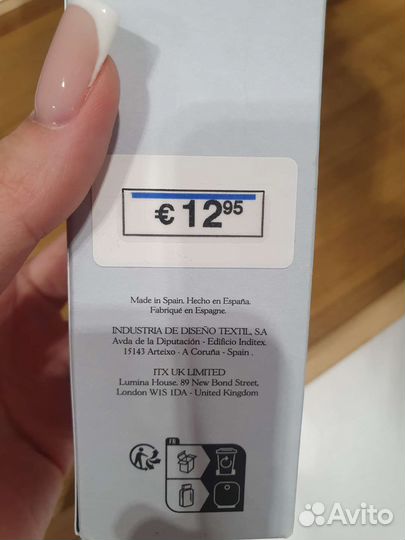 € 12 95
Made in Spain. Hecho en España.
Fabriqué en Espagne.
INDUSTRIA DE DISEÑO TEXTIL, S.A
Avda de la Diputación - Edificio Inditex
15143 Arteixo - A Coruña - Spain .
ITX UK LIMITED
Lumina House, 89 New Bond Street,
London W1S 1DA - United Kingdom
FR
Avito